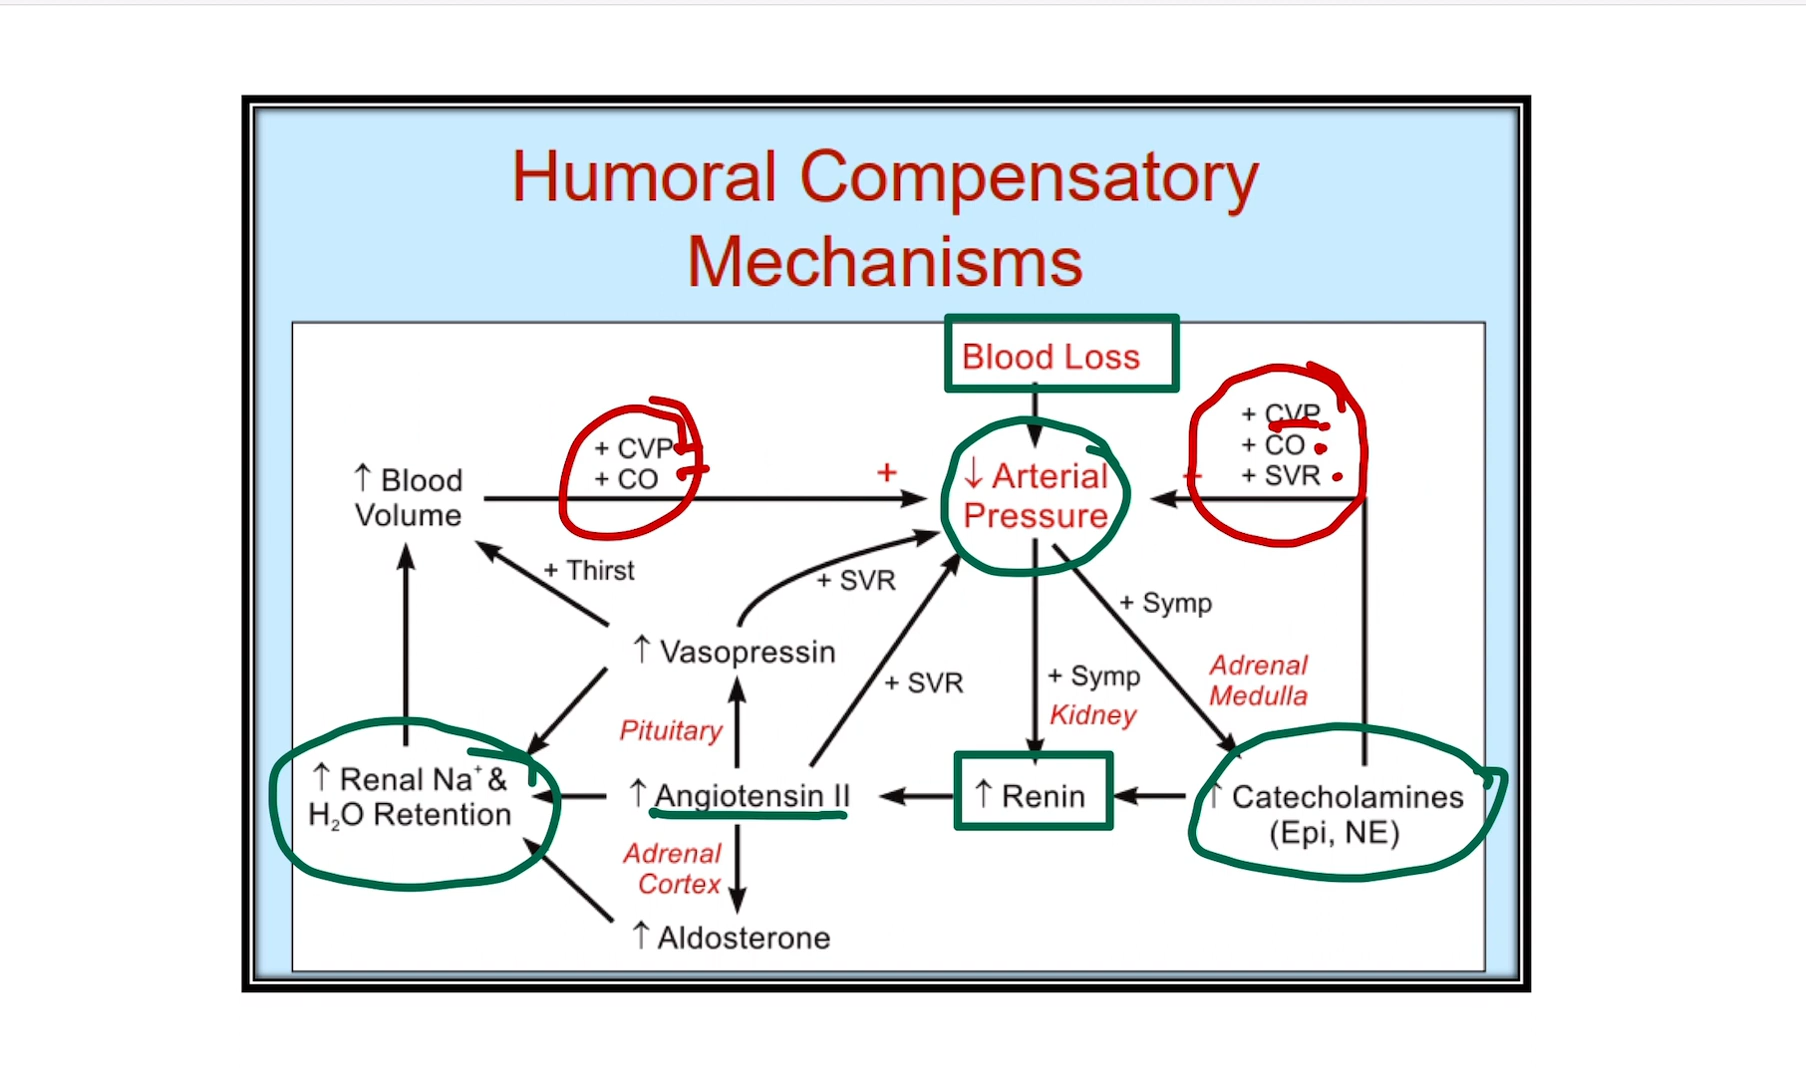 Humoral Compensatory
Mechanisms
Blood Loss
+ CVP
+ CO
+ SVR
+ CVP
+ CO
↑ Blood
Volume
+
↓ Arterial
Pressure
+
+ Thirst
+ SVR
+ Symp
↑ Vasopressin
+ SVR
+ Symp
Kidney
Adrenal
Medulla
Pituitary
↑ Renal Na⁺ &
H₂O Retention
↑ Angiotensin II
↑ Renin
↑ Catecholamines
(Epi, NE)
Adrenal
Cortex
↑ Aldosterone